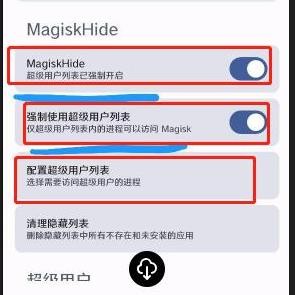 MagiskHide
MagiskHide
超级用户列表已强制开启
强制使用超级用户列表
仅超级用户列表内的进程可以访问 Magisk
配置超级用户列表
选择需要访问超级用户的进程
清理隐藏列表
删除隐藏列表中所有不存在和未安装的应用
超级用户